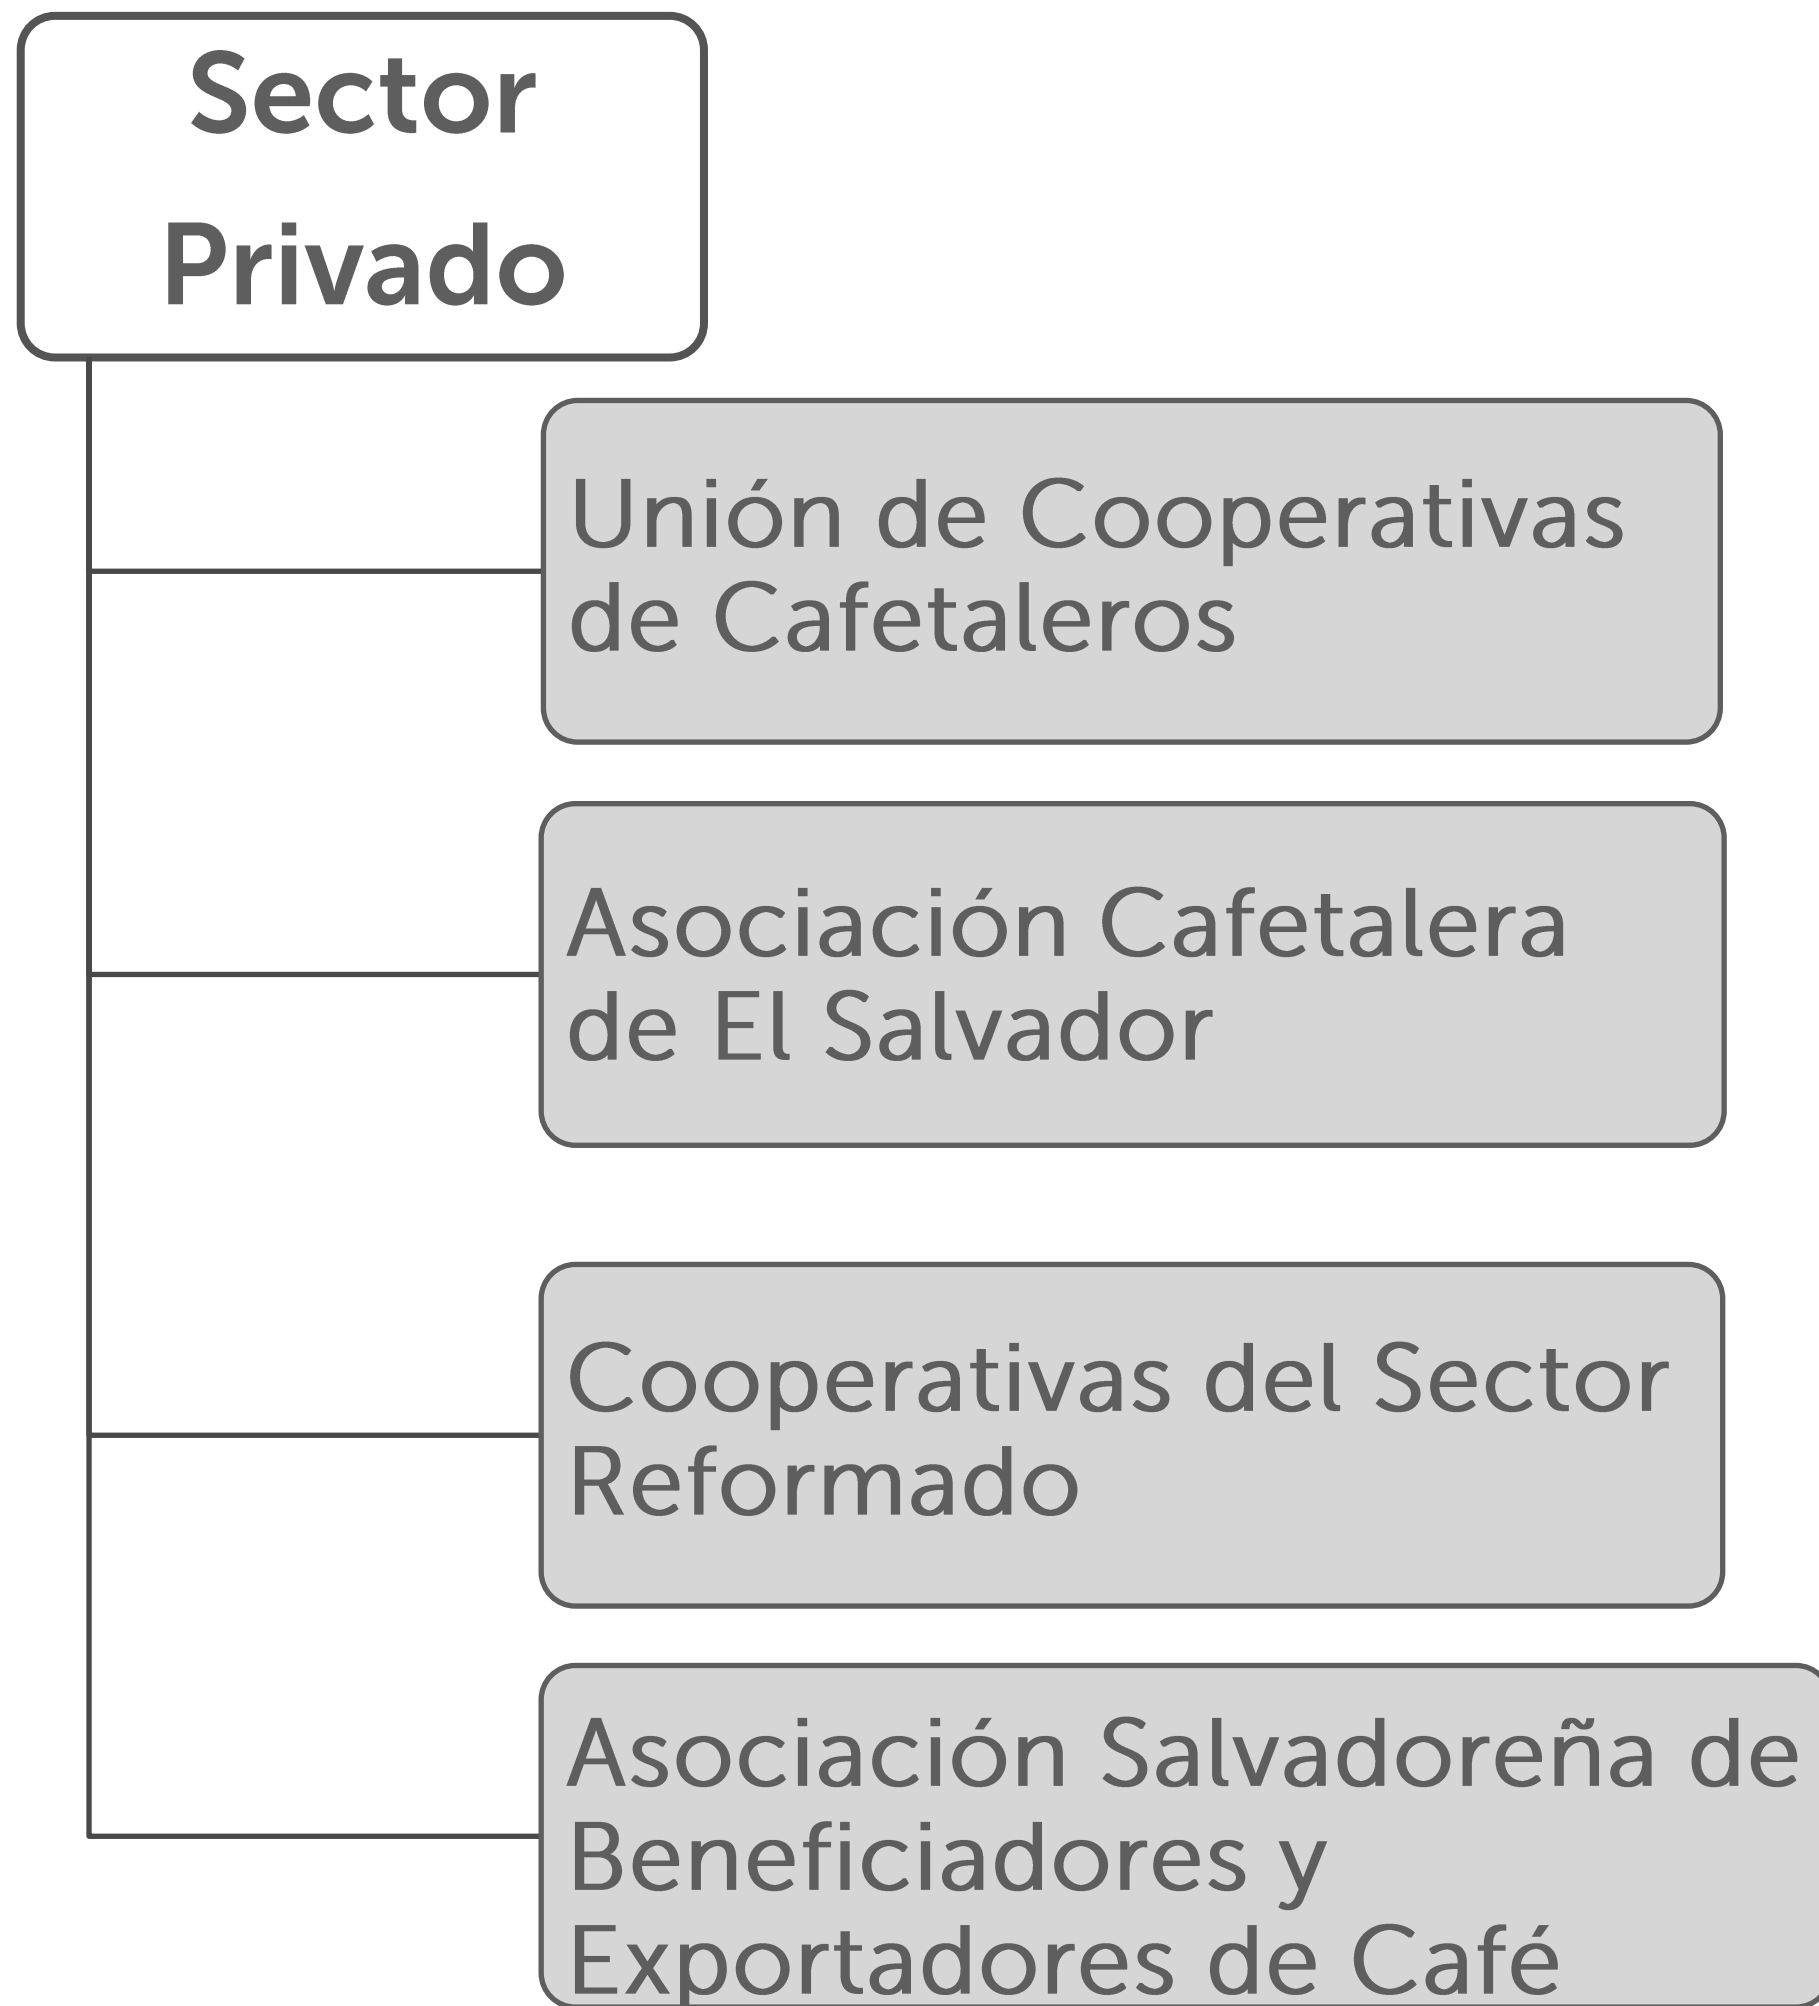 Sector
Privado
Unión de Cooperativas
de Cafetaleros
Asociación Cafetalera
de El Salvador
Cooperativas del Sector
Reformado
Asociación Salvadoreña de
Beneficiadores y
Exportadores de Café